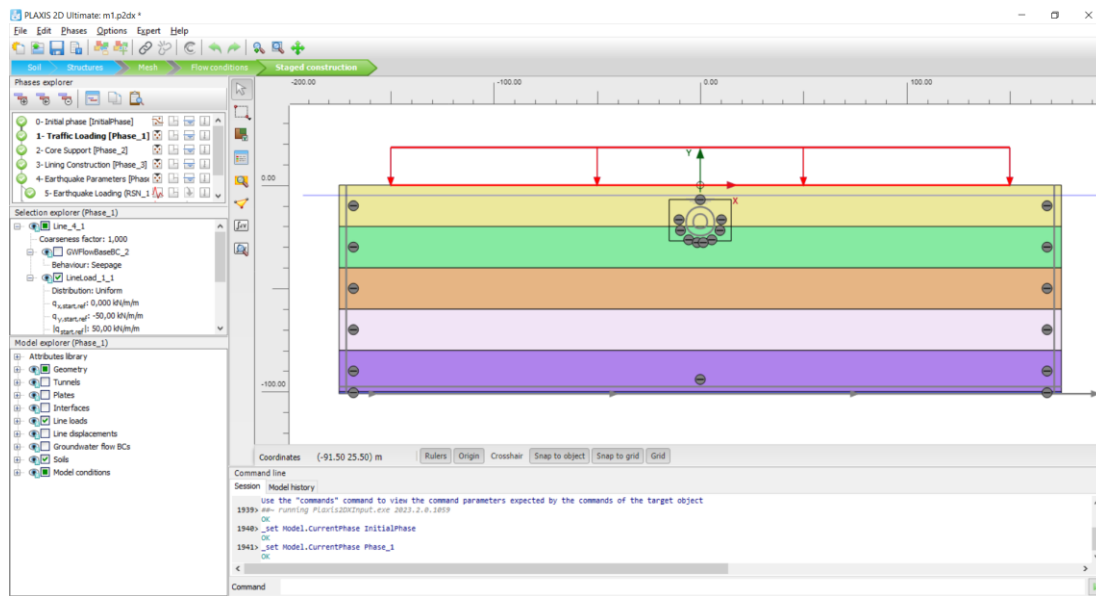 PLAXIS 2D Ultimate: m1.p2dx *
File Edit Phases Options Expert Help
Soil Structures Mesh Flow conditions Staged construction
Phases explorer
0- Initial phase [InitialPhase]
1- Traffic Loading [Phase_1]
2- Core Support [Phase_2]
3- Lining Construction [Phase_3]
4- Earthquake Parameters [Phas
5- Earthquake Loading (RSN_1
Selection explorer (Phase_1)
Line_4_1
Coarseness factor: 1,000
GWFlowBaseBC_2
Behaviour: Seepage
LineLoad_1_1
Distribution: Uniform
qx,start,ref: 0,000 kN/m/m
qy,start,ref: -50,00 kN/m/m
|qstart,ref|: 50,00 kN/m/m
Model explorer (Phase_1)
Attributes library
Geometry
Tunnels
Plates
Interfaces
Line loads
Line displacements
Groundwater flow BCs
Soils
Model conditions
-200.00 -100.00 0.00 100.00
Y
0.00
X
-100.00
Coordinates (-91.50 25.50) m Rulers Origin Crosshair Snap to object Snap to grid Grid
Command line
Session Model history
Use the "commands" command to view the command parameters expected by the commands of the target object
1939> ##~ running Plaxis2DXInput.exe 2023.2.0.1059
OK
1940> _set Model.CurrentPhase InitialPhase
OK
1941> _set Model.CurrentPhase Phase_1
OK
Command